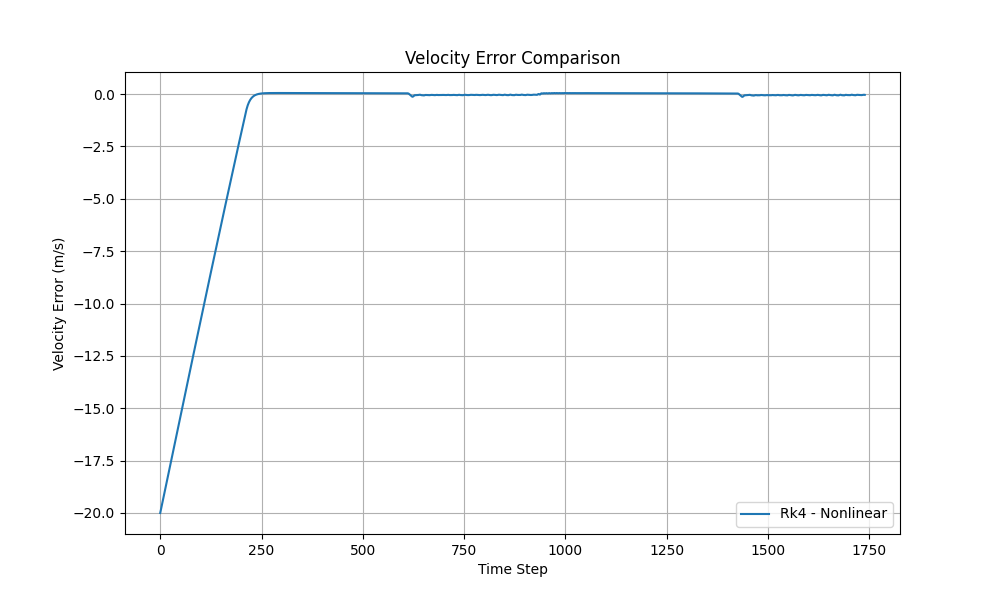 Velocity Error Comparison
Velocity Error (m/s)
0.0
−2.5
−5.0
−7.5
−10.0
−12.5
−15.0
−17.5
−20.0
Rk4 - Nonlinear
0 250 500 750 1000 1250 1500 1750
Time Step